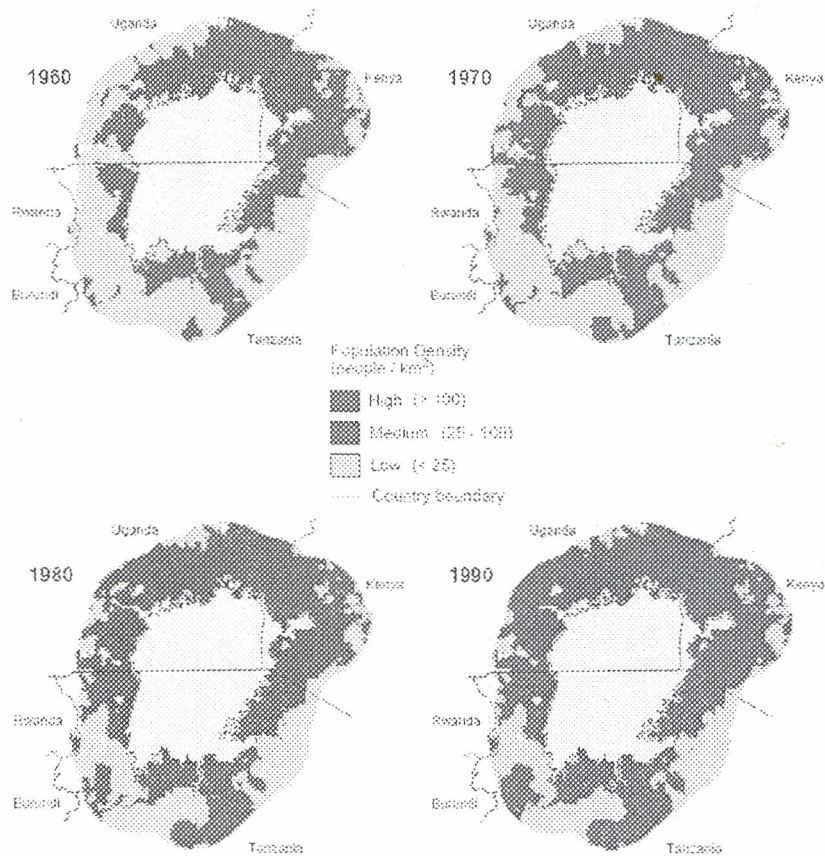 Uganda
Uganda
1960
Kenya
1970
Kenya
Rwanda
Rwanda
Burundi
Burundi
Tanzania
Tanzania
Population Density
(people / km²)
High (> 100)
Medium (25 - 100)
Low (< 25)
Country boundary
Uganda
Uganda
1980
Kenya
1990
Kenya
Rwanda
Rwanda
Burundi
Burundi
Tanzania
Tanzania